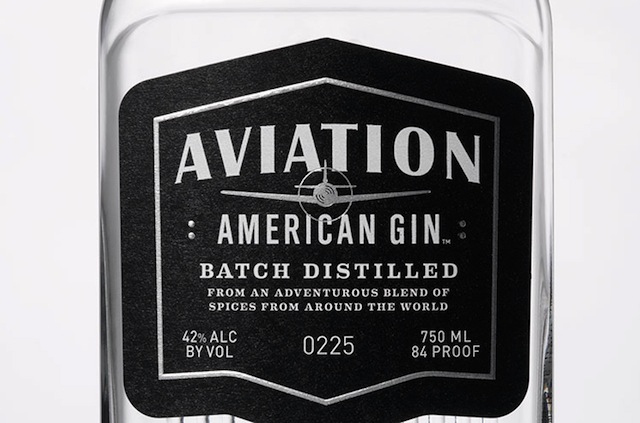 AVIATION
AMERICAN GIN™
BATCH DISTILLED
FROM AN ADVENTUROUS BLEND OF
SPICES FROM AROUND THE WORLD
42% ALC
BY VOL
0225
750 ML
84 PROOF